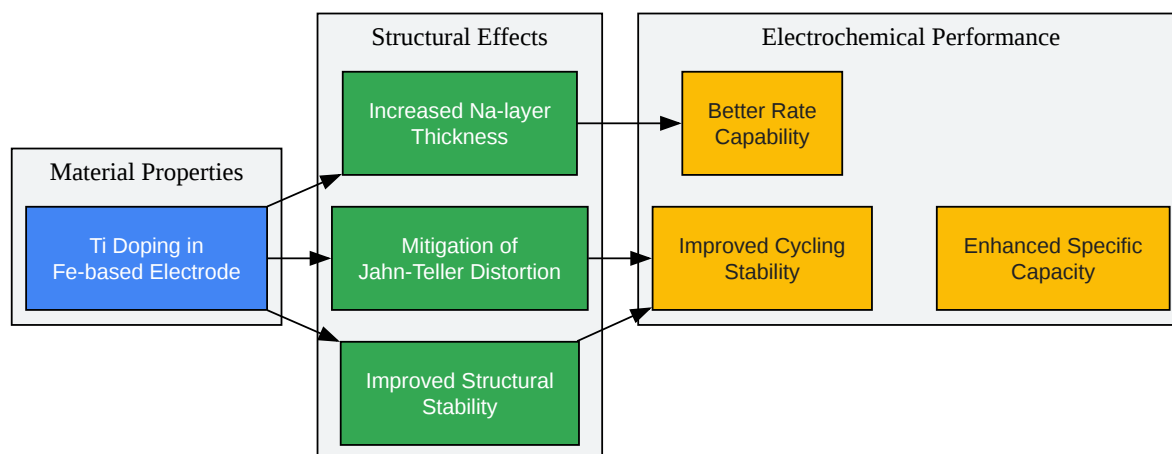 Material Properties
Ti Doping in
Fe-based Electrode
Structural Effects
Increased Na-layer
Thickness
Mitigation of
Jahn-Teller Distortion
Improved Structural
Stability
Electrochemical Performance
Better Rate
Capability
Improved Cycling
Stability
Enhanced Specific
Capacity